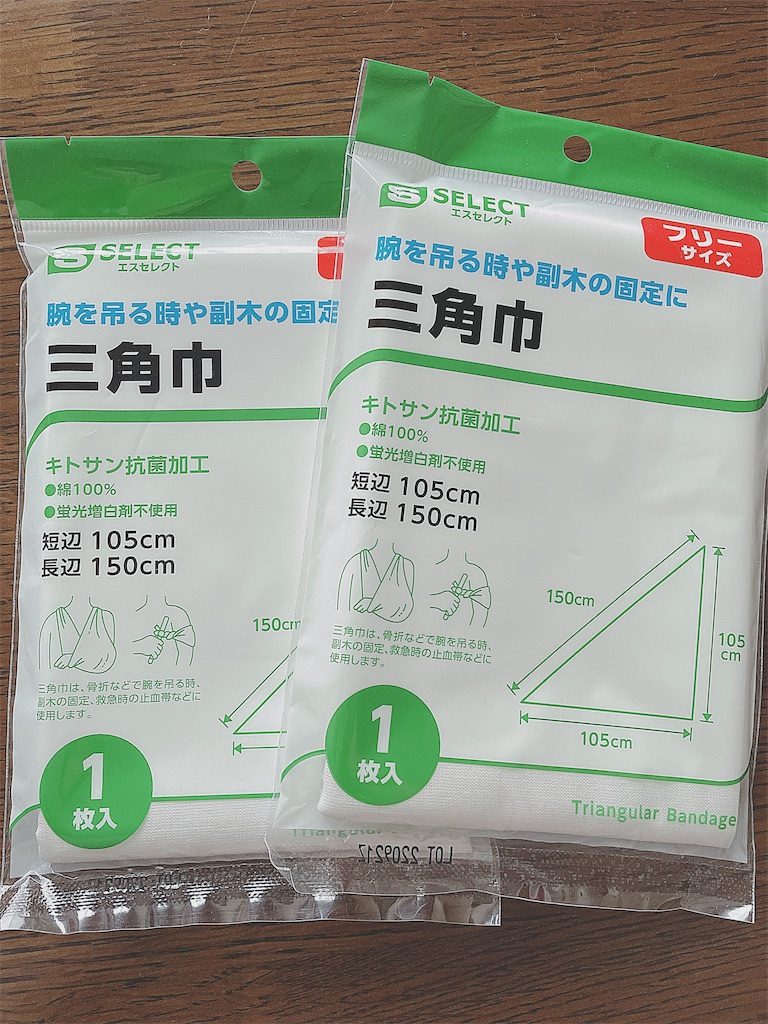 SELECT
エスセレクト
腕を吊る時や副木の固定
三角巾
キトサン抗菌加工
●綿100%
●蛍光増白剤不使用
短辺 105cm
長辺 150cm
150cm
三角巾は、骨折などで腕を吊る時、
副木の固定、救急時の止血帯などに
使用します。
1
枚入
SELECT
エスセレクト
フリー
サイズ
腕を吊る時や副木の固定に
三角巾
キトサン抗菌加工
●綿100%
●蛍光増白剤不使用
短辺 105cm
長辺 150cm
150cm
105
cm
105cm
三角巾は、骨折などで腕を吊る時、
副木の固定、救急時の止血帯などに
使用します。
1
枚入
Triangular Bandage
LOT 2209212